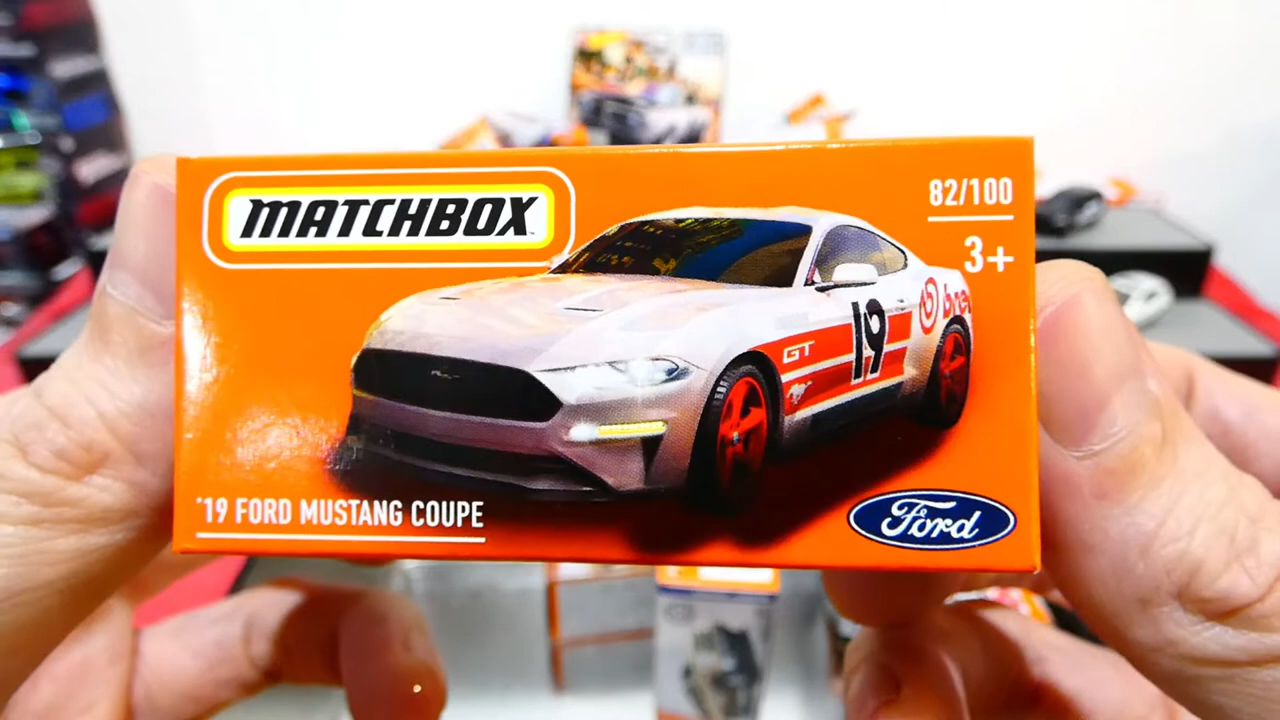 MATCHBOX
82/100
3+
GT
19
'19 FORD MUSTANG COUPE
Ford